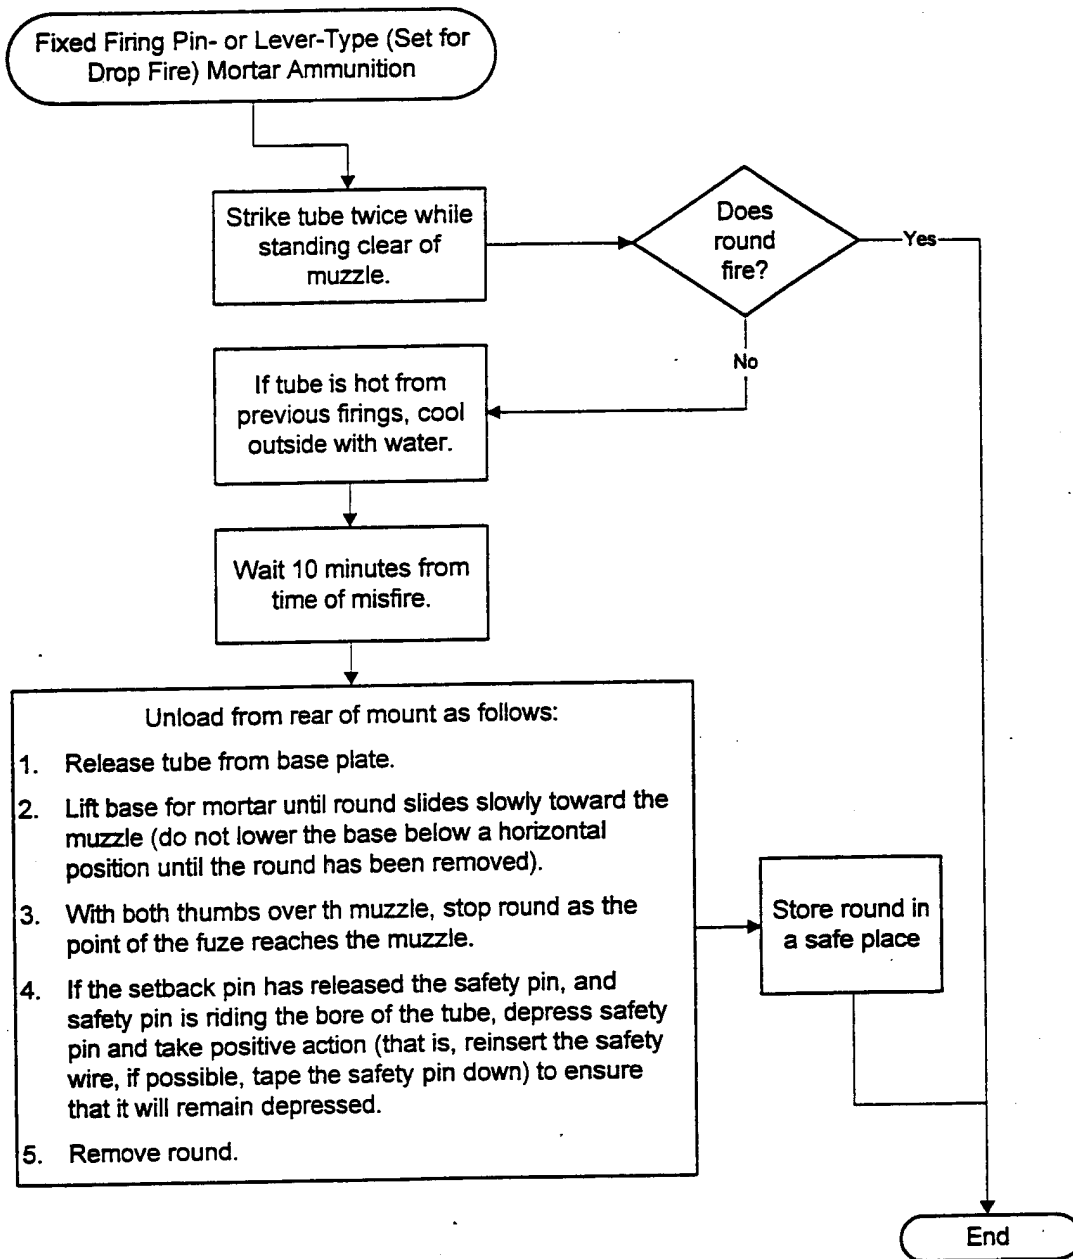 Fixed Firing Pin- or Lever-Type (Set for
Drop Fire) Mortar Ammunition
Strike tube twice while
standing clear of
muzzle.
Does
round
fire?
Yes
No
If tube is hot from
previous firings, cool
outside with water.
Wait 10 minutes from
time of misfire.
Unload from rear of mount as follows:
1. Release tube from base plate.
2. Lift base for mortar until round slides slowly toward the
muzzle (do not lower the base below a horizontal
position until the round has been removed).
3. With both thumbs over th muzzle, stop round as the
point of the fuze reaches the muzzle.
4. If the setback pin has released the safety pin, and
safety pin is riding the bore of the tube, depress safety
pin and take positive action (that is, reinsert the safety
wire, if possible, tape the safety pin down) to ensure
that it will remain depressed.
5. Remove round.
Store round in
a safe place
End